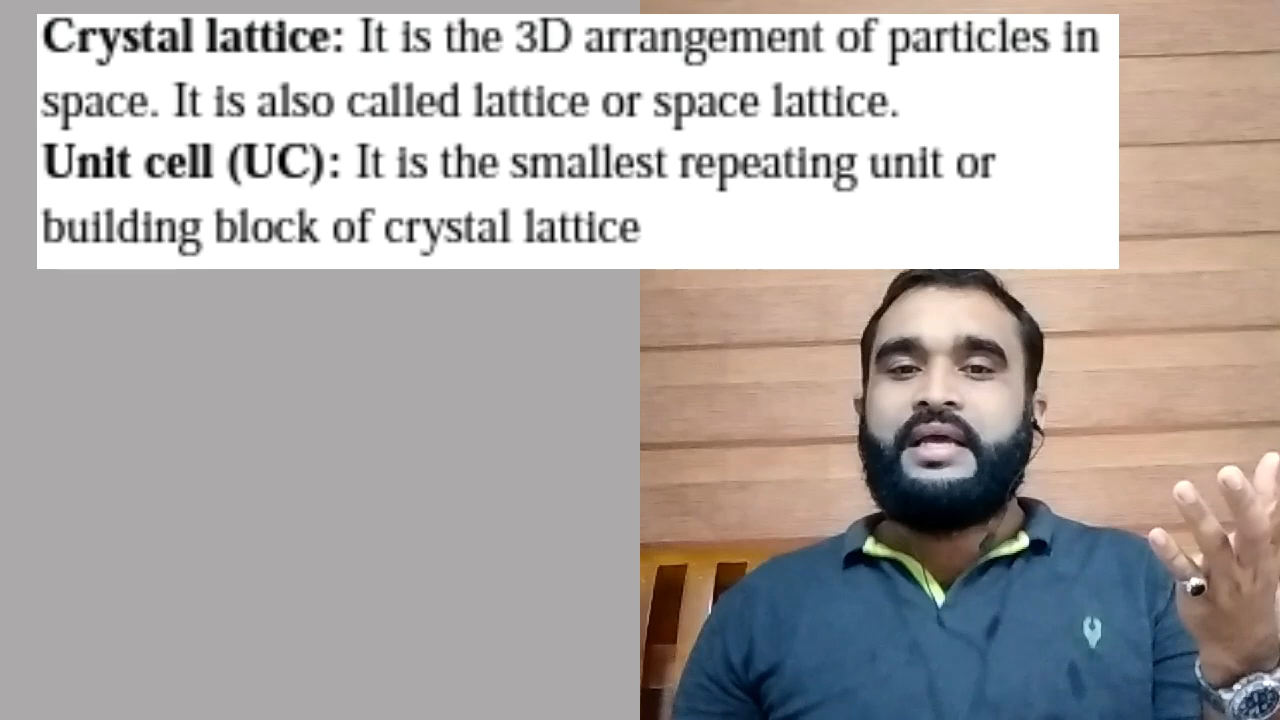 Crystal lattice: It is the 3D arrangement of particles in
space. It is also called lattice or space lattice.
Unit cell (UC): It is the smallest repeating unit or
building block of crystal lattice